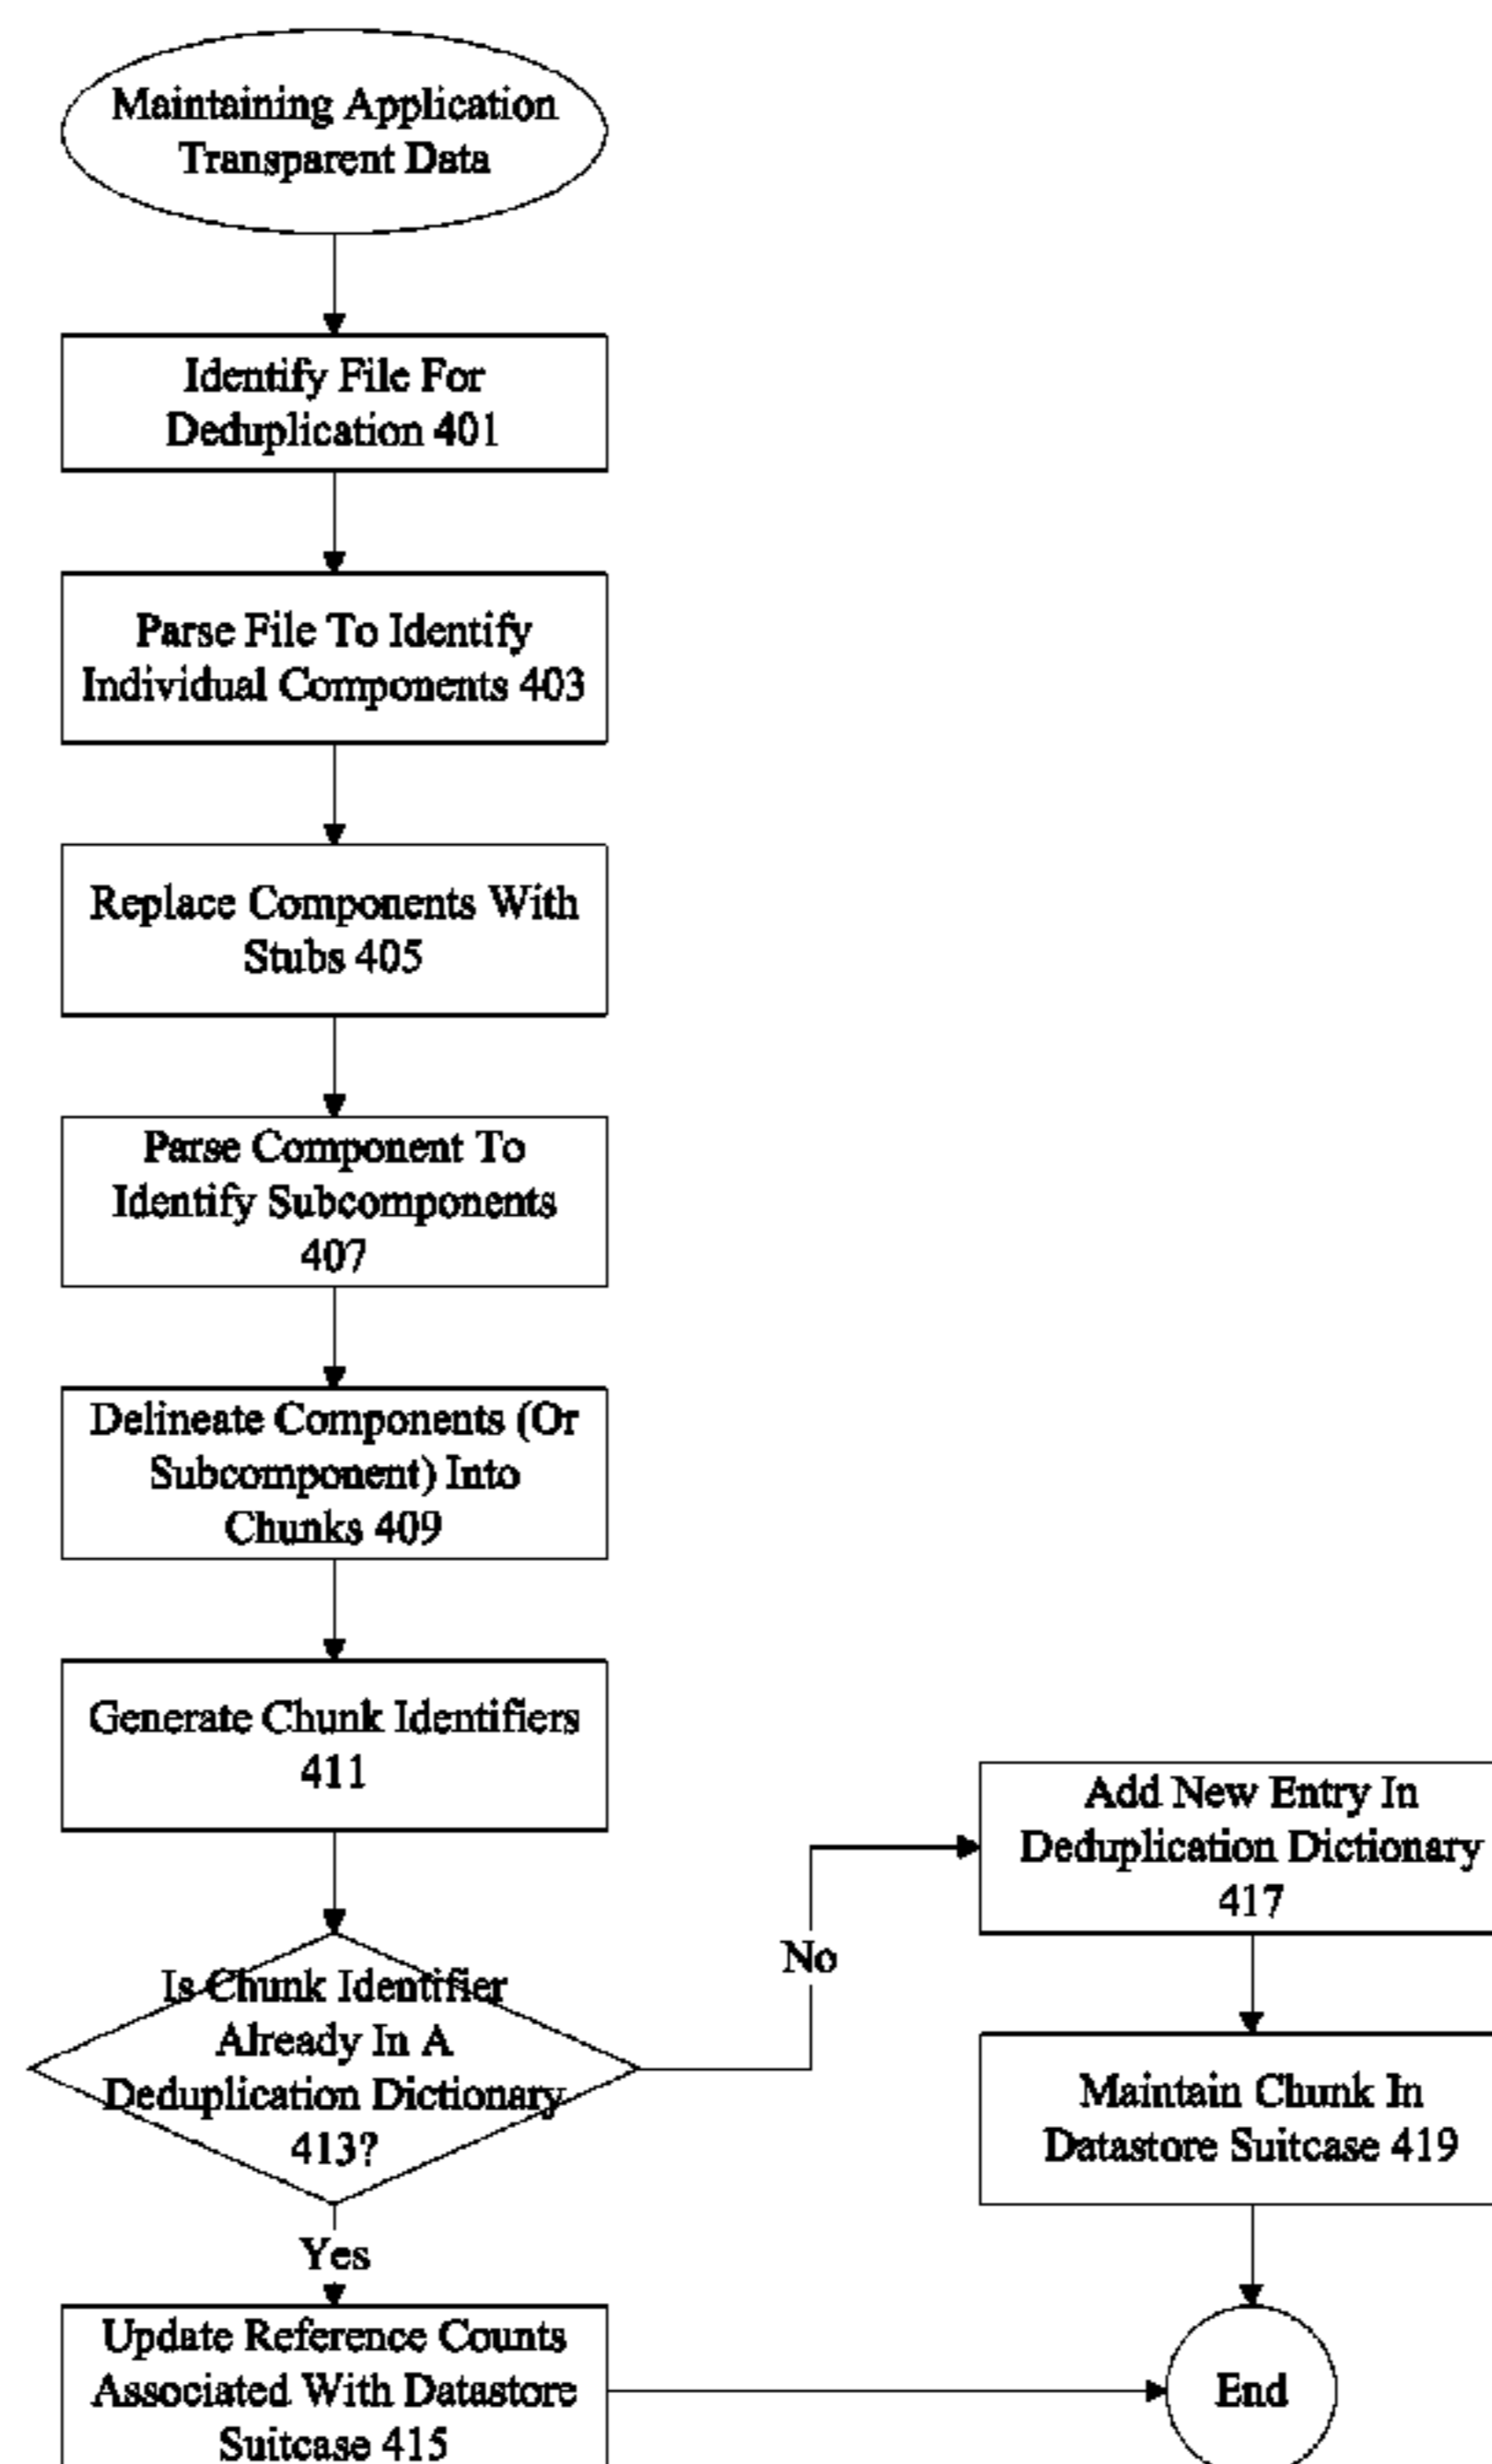 Maintaining Application
Transparent Data
Identify File For
Deduplication 401
Parse File To Identify
Individual Components 403
Replace Components With
Stubs 405
Parse Component To
Identify Subcomponents
407
Delineate Components (Or
Subcomponent) Into
Chunks 409
Generate Chunk Identifiers
411
Is Chunk Identifier
Already In A
Deduplication Dictionary
413?
No
Add New Entry In
Deduplication Dictionary
417
Maintain Chunk In
Datastore Suitcase 419
Yes
Update Reference Counts
Associated With Datastore
Suitcase 415
End